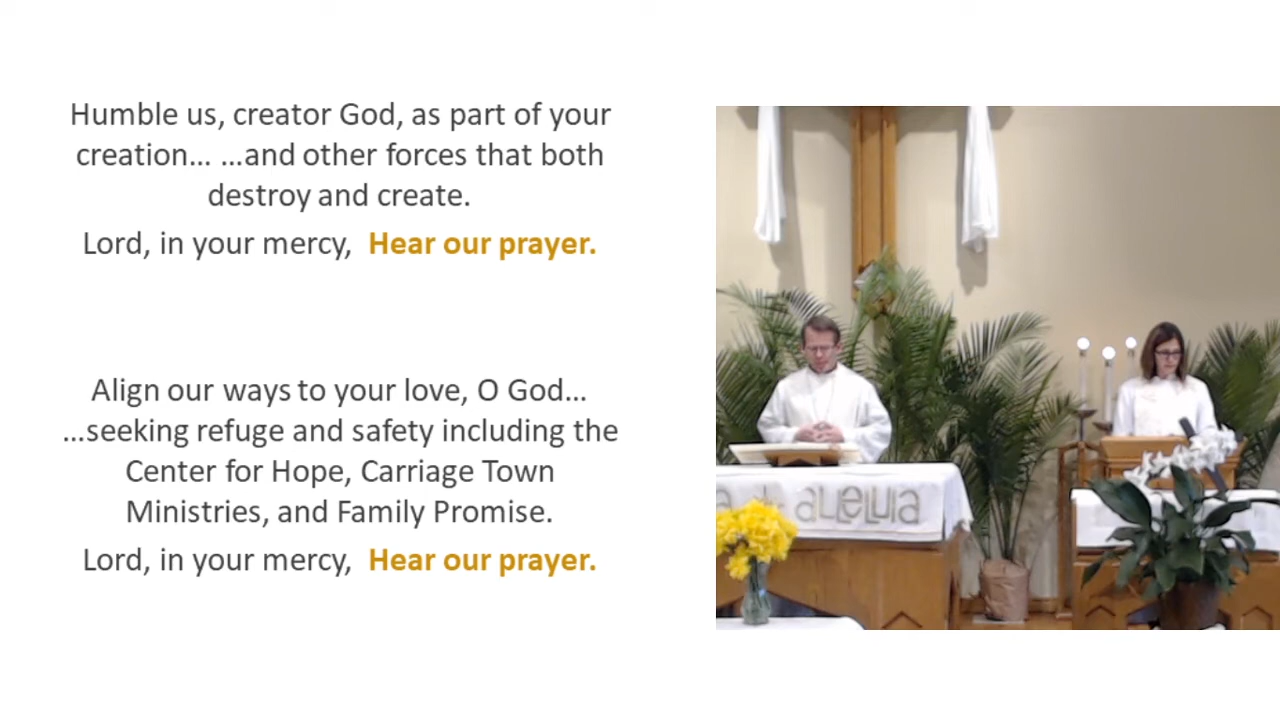 Humble us, creator God, as part of your
creation... ...and other forces that both
destroy and create.
Lord, in your mercy, Hear our prayer.
Align our ways to your love, O God...
...seeking refuge and safety including the
Center for Hope, Carriage Town
Ministries, and Family Promise.
Lord, in your mercy, Hear our prayer.
aLeLuia